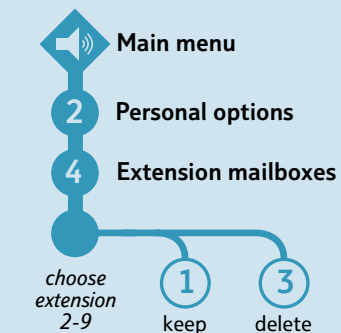 Main menu
2 Personal options
4 Extension mailboxes
choose
extension
2-9
1
keep
3
delete